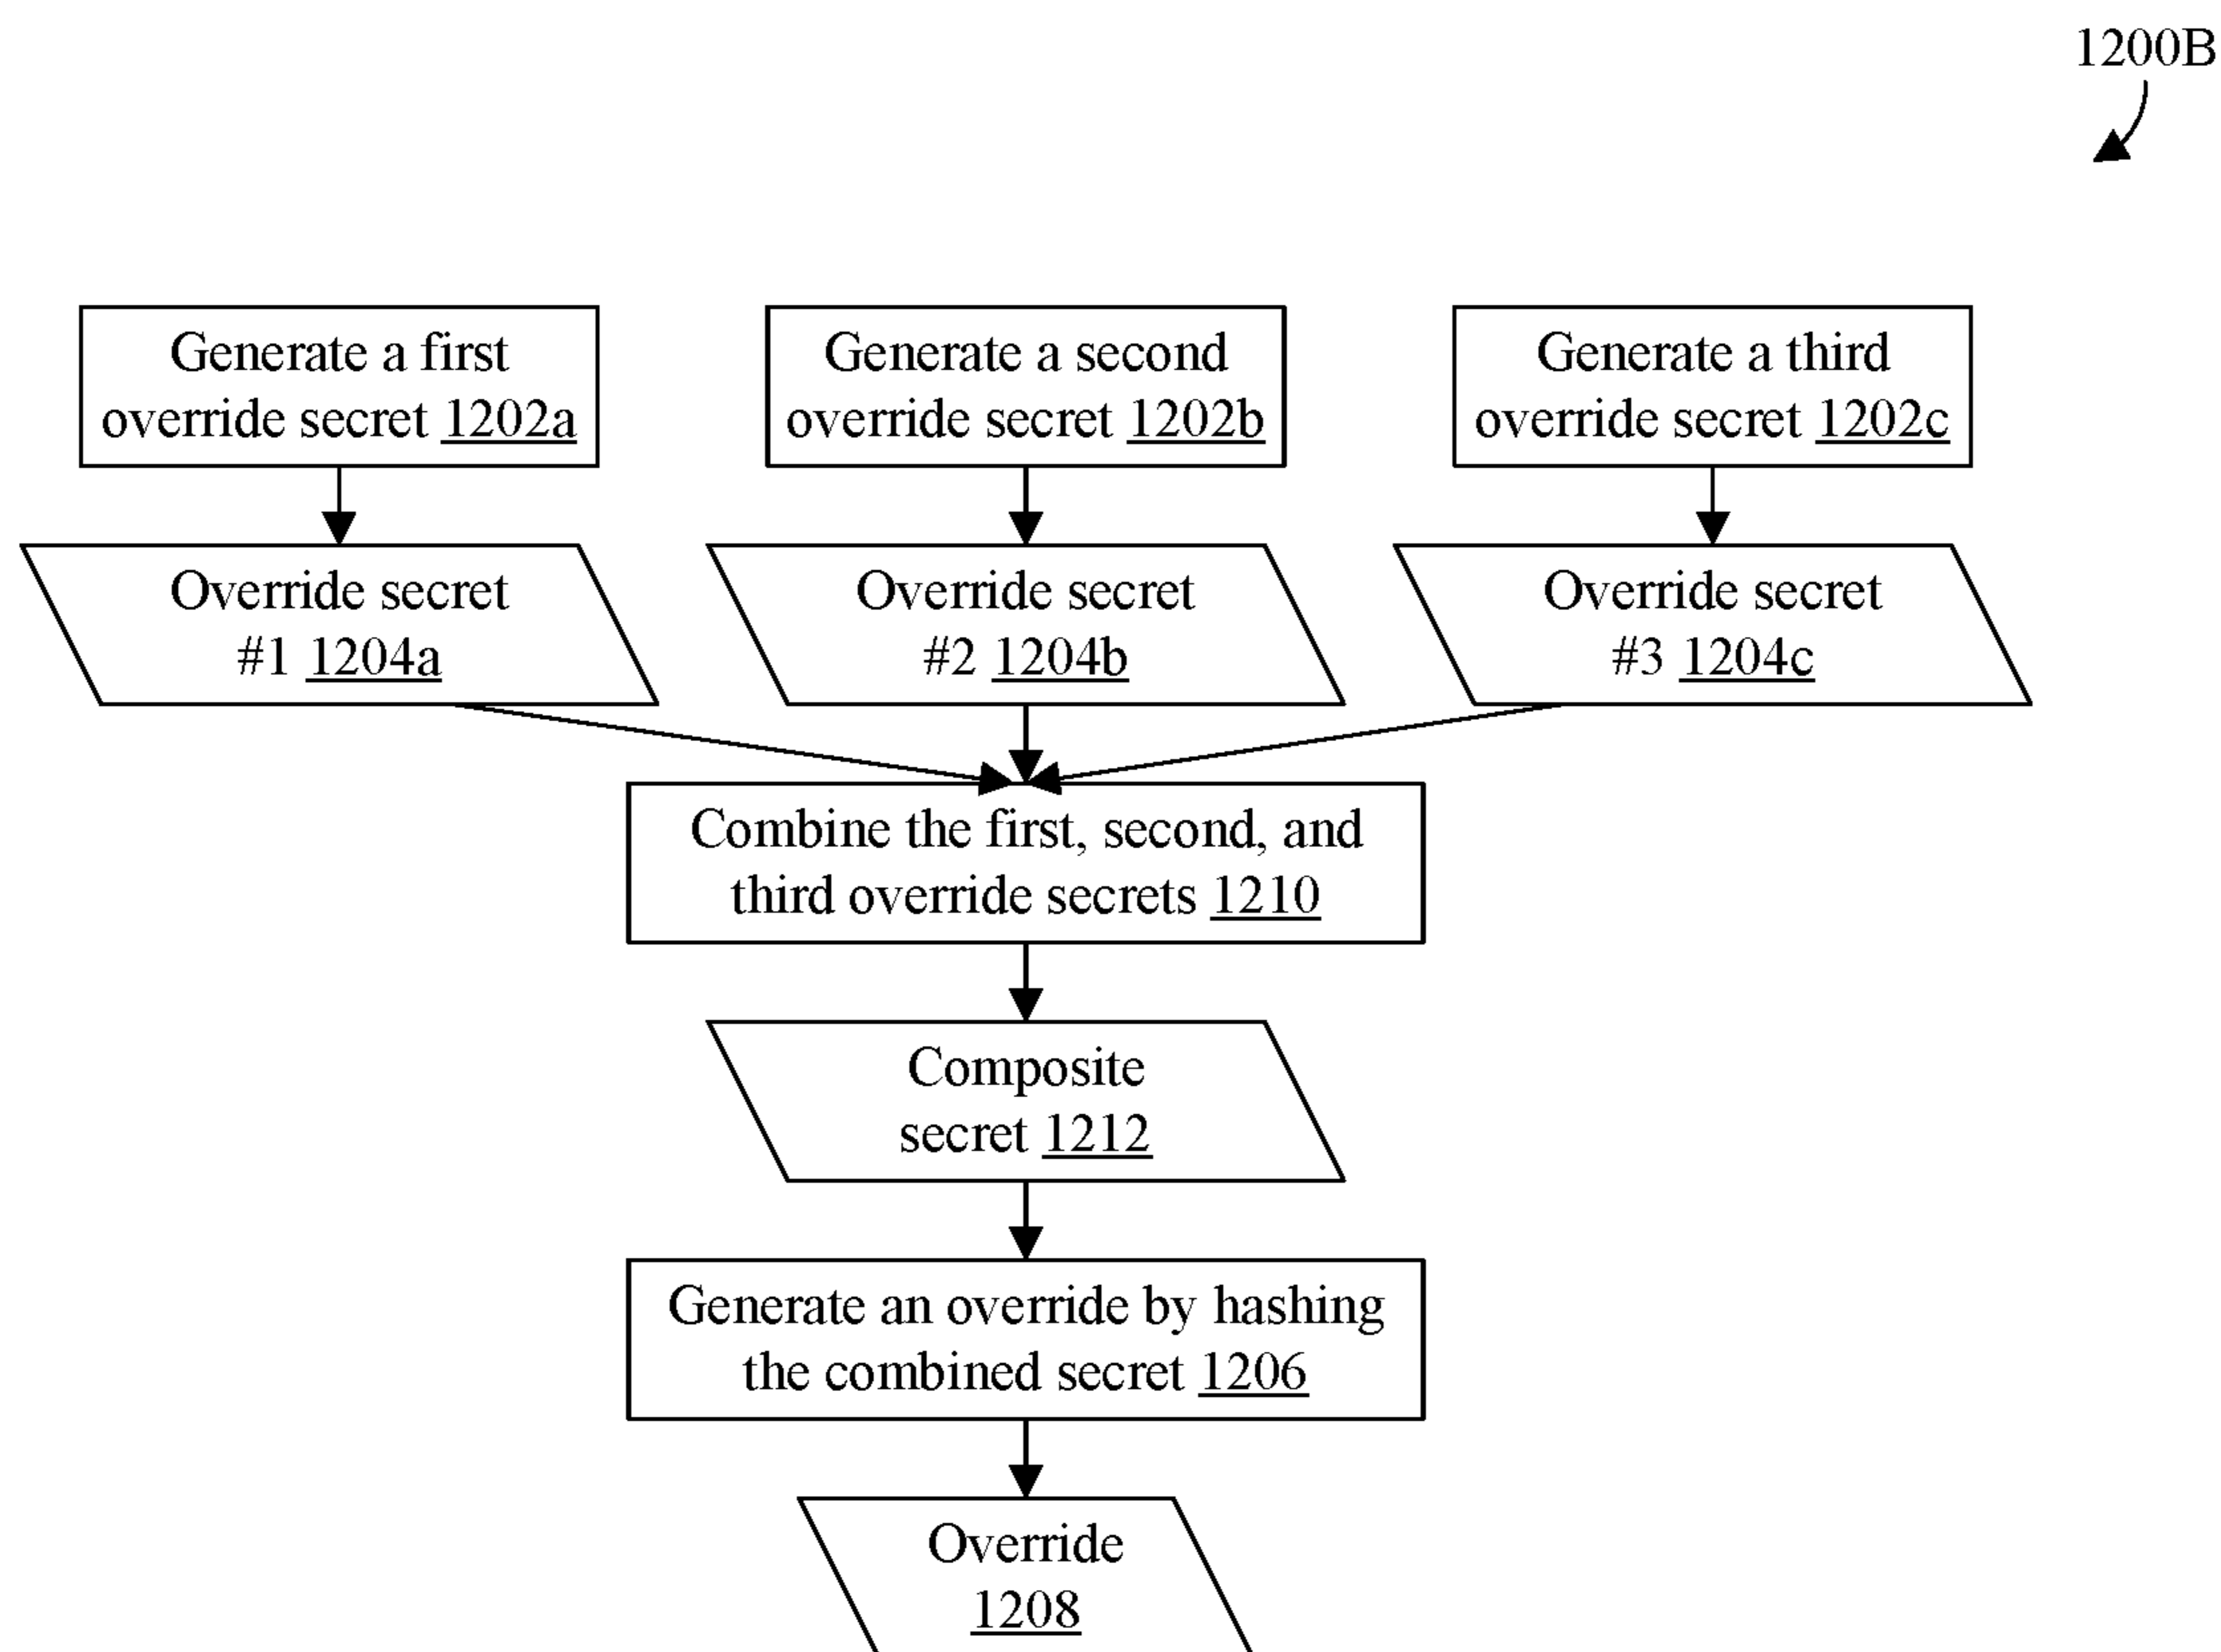 1200B
Generate a first
override secret 1202a
Generate a second
override secret 1202b
Generate a third
override secret 1202c
Override secret
#1 1204a
Override secret
#2 1204b
Override secret
#3 1204c
Combine the first, second, and
third override secrets 1210
Composite
secret 1212
Generate an override by hashing
the combined secret 1206
Override
1208